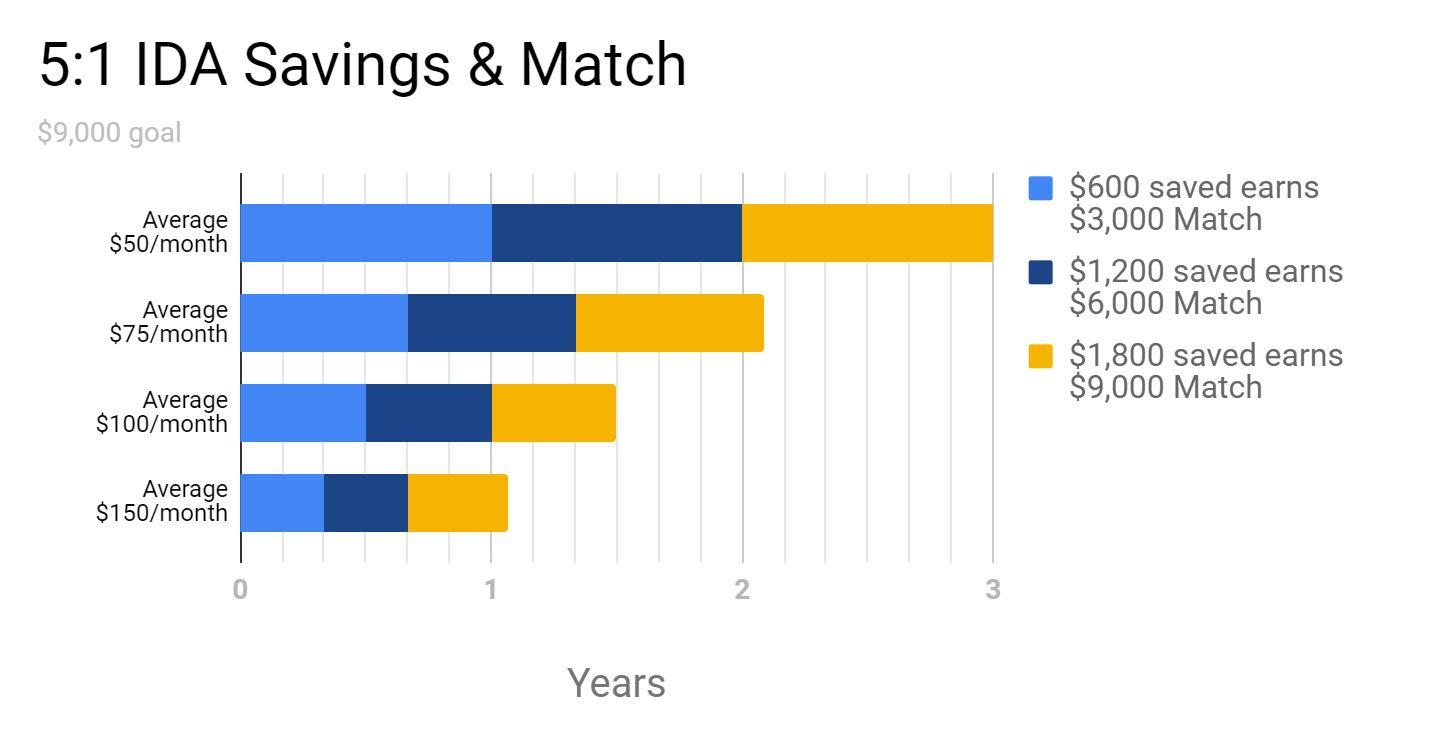 5:1 IDA Savings & Match
$9,000 goal
Average
$50/month
Average
$75/month
Average
$100/month
Average
$150/month
0 1 2 3
Years
$600 saved earns
$3,000 Match
$1,200 saved earns
$6,000 Match
$1,800 saved earns
$9,000 Match